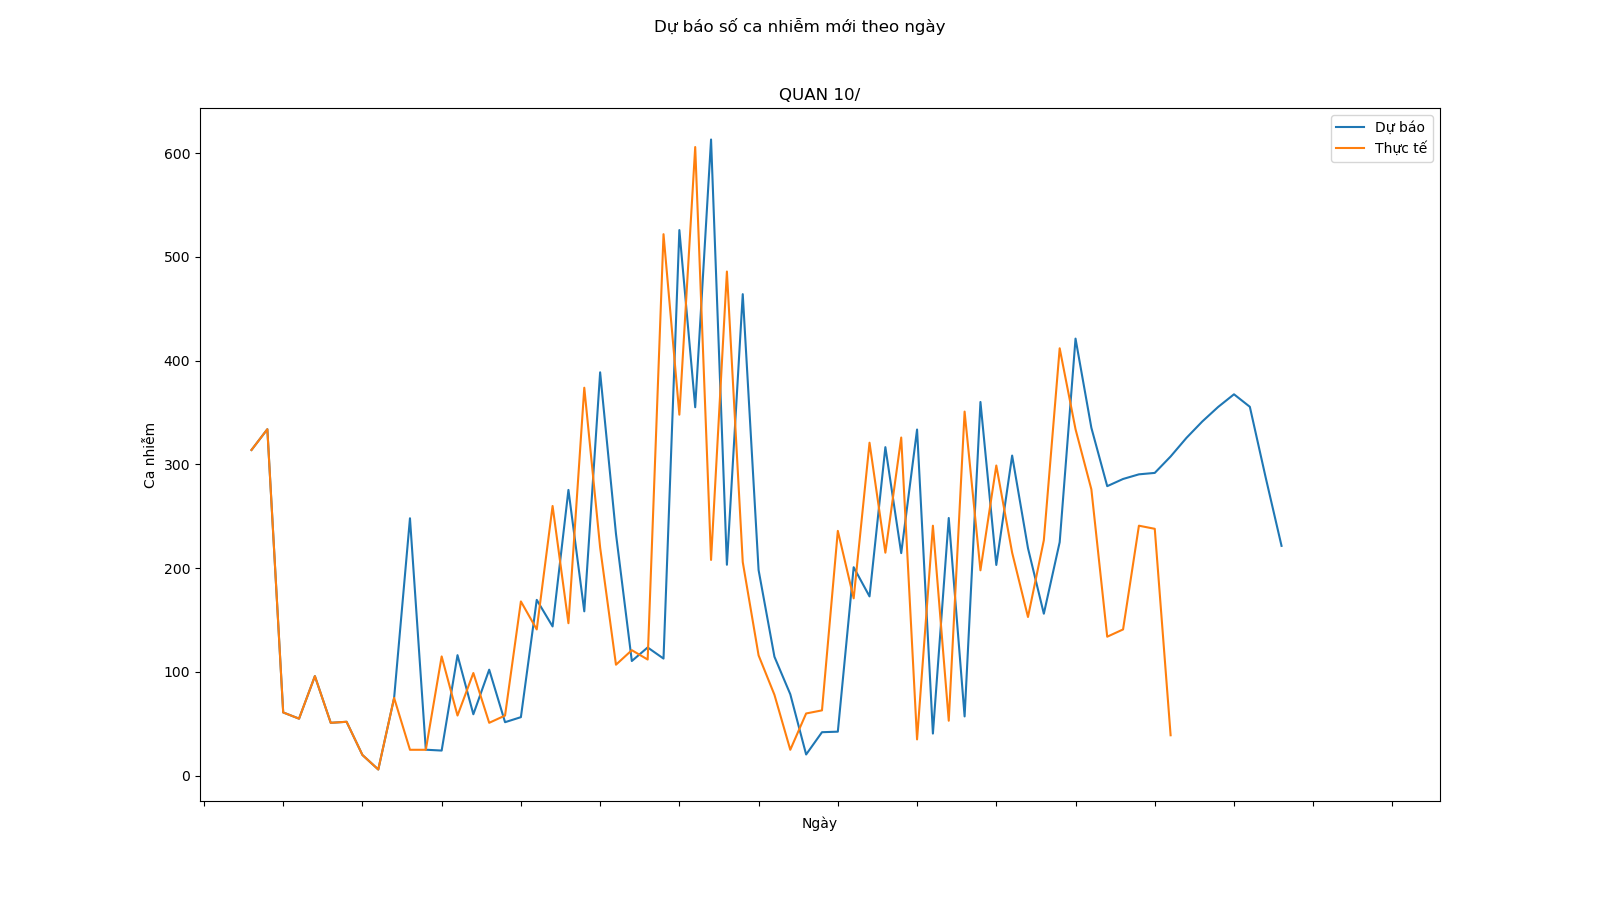 Dự báo số ca nhiễm mới theo ngày
QUAN 10/
Dự báo
Thực tế
600
500
400
300
200
100
0
Ca nhiễm
Ngày